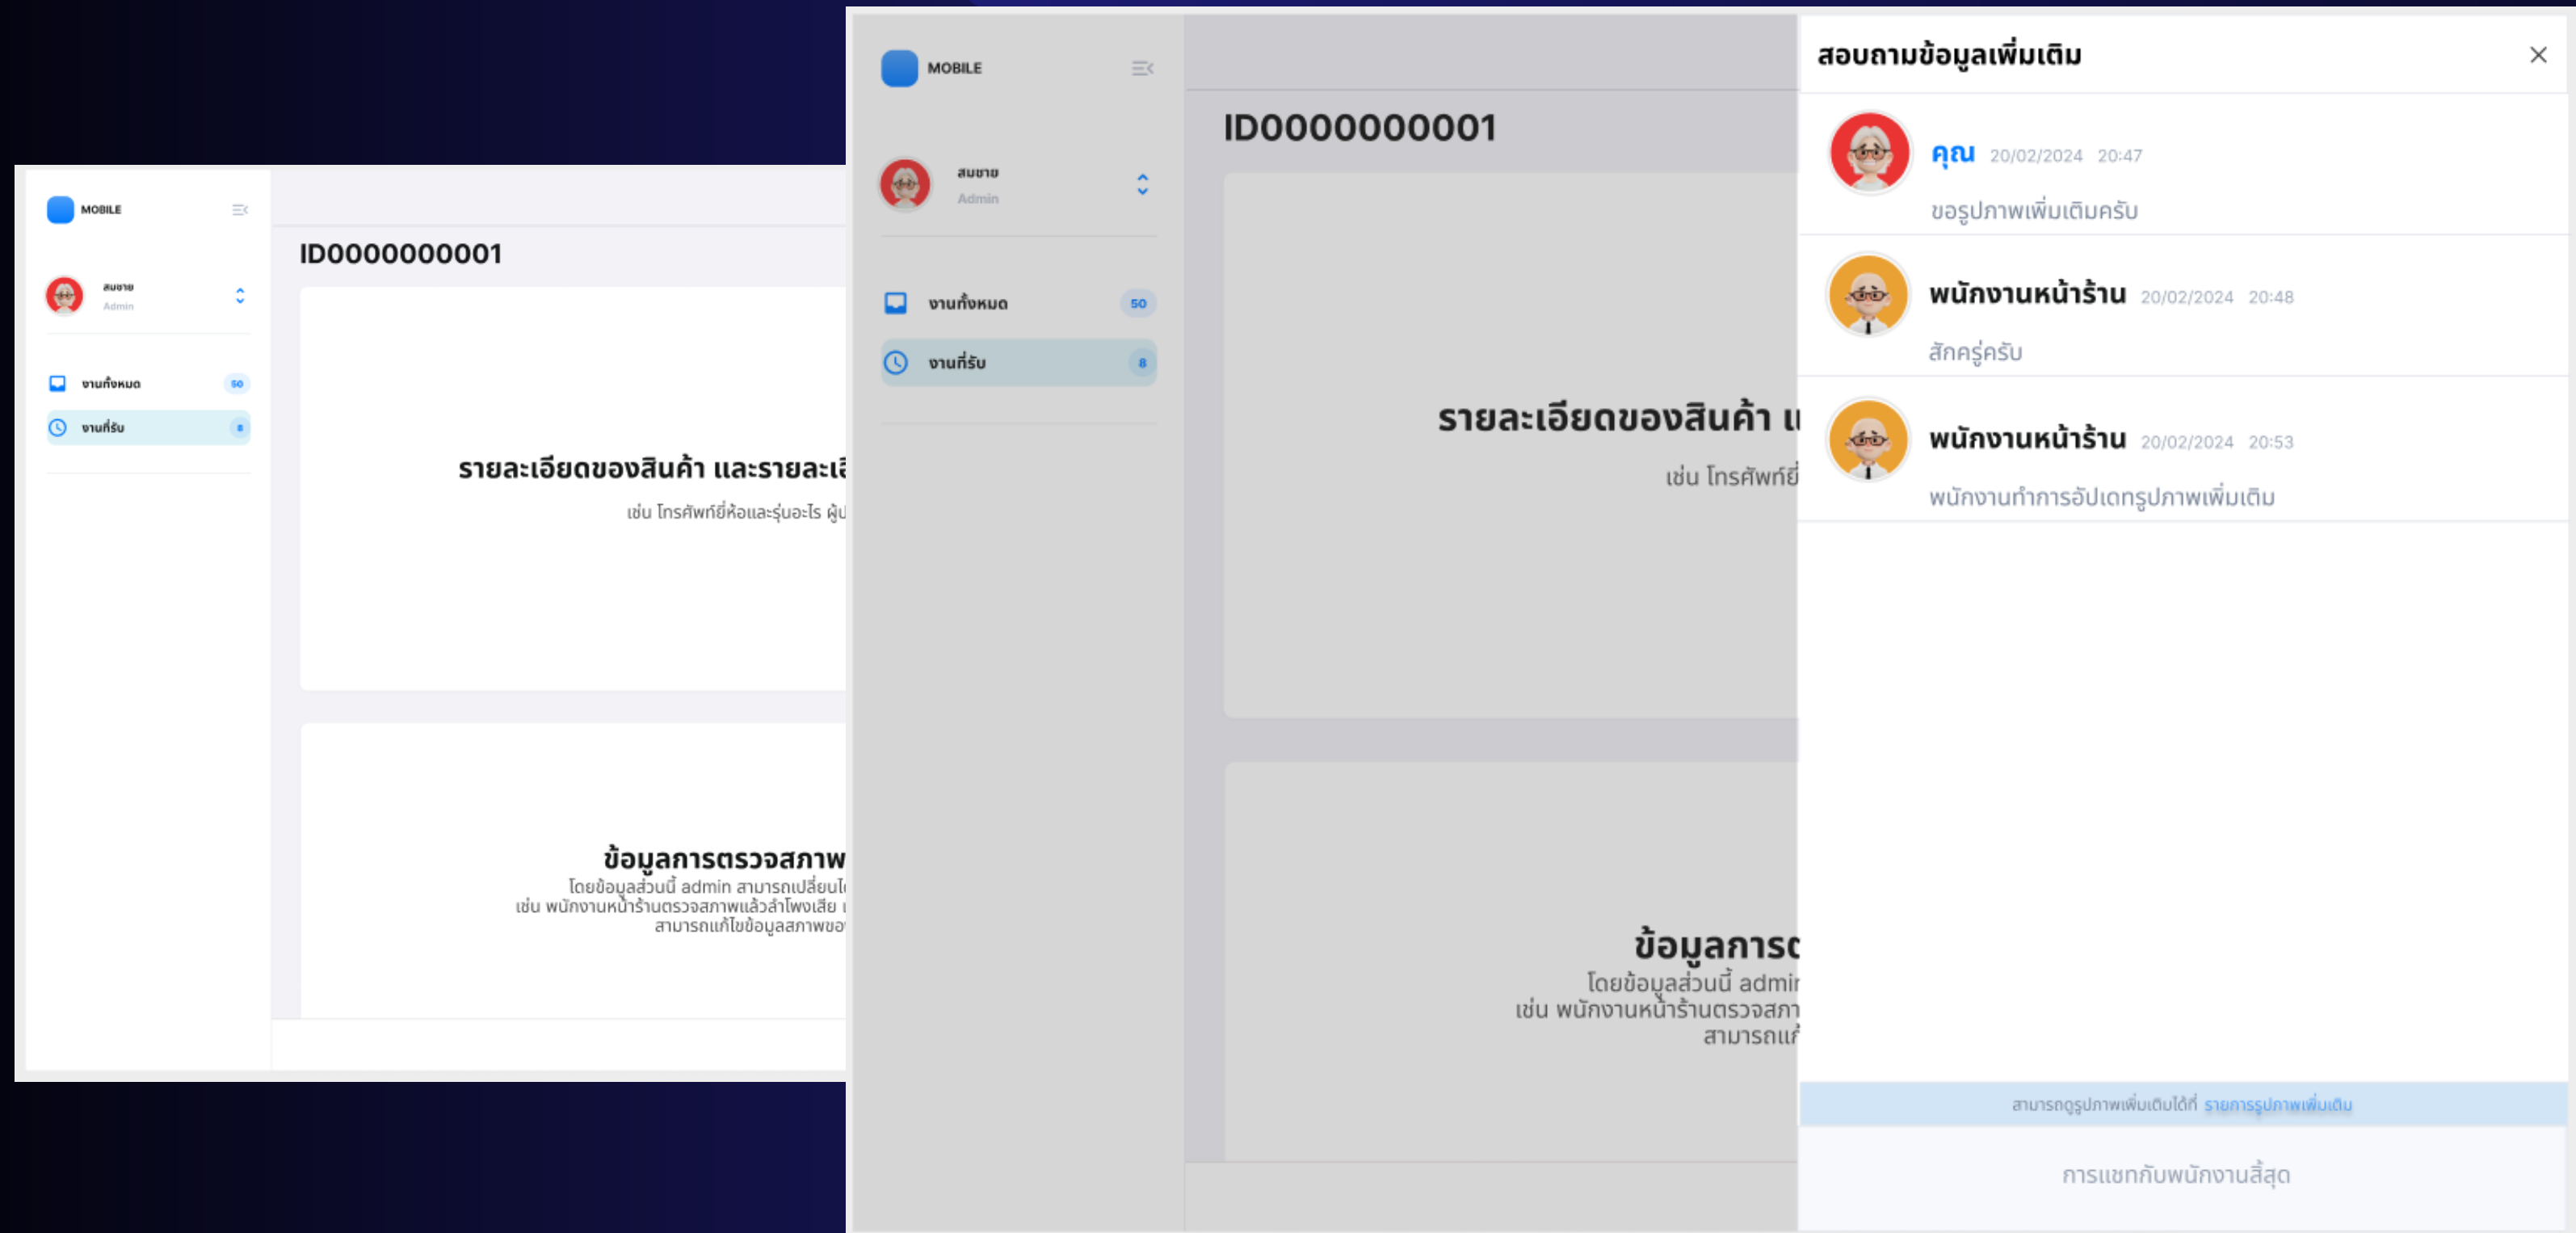 MOBILE
สมชาย
Admin
งานทั้งหมด 50
งานที่รับ 8
ID0000000001
รายละเอียดของสินค้า และรายละเอี
เช่น โทรศัพท์ยี่ห้อและรุ่นอะไร ผู้ป
ข้อมูลการตรวจสภาพ
โดยข้อมูลส่วนนี้ admin สามารถเปลี่ยนได
เช่น พนักงานหน้าร้านตรวจสภาพแล้วลำโพงเสีย แ
สามารถแก้ไขข้อมูลสภาพขอ
MOBILE
สมชาย
Admin
งานทั้งหมด 50
งานที่รับ 8
ID0000000001
รายละเอียดของสินค้า แ
เช่น โทรศัพท์ยี่
ข้อมูลการต
โดยข้อมูลส่วนนี้ admin
เช่น พนักงานหน้าร้านตรวจสภา
สามารถแก้
สอบถามข้อมูลเพิ่มเติม
คุณ 20/02/2024 20:47
ขอรูปภาพเพิ่มเติมครับ
พนักงานหน้าร้าน 20/02/2024 20:48
สักครู่ครับ
พนักงานหน้าร้าน 20/02/2024 20:53
พนักงานทำการอัปเดทรูปภาพเพิ่มเติม
สามารถดูรูปภาพเพิ่มเติมได้ที่ รายการรูปภาพเพิ่มเติม
การแชทกับพนักงานสิ้สุด